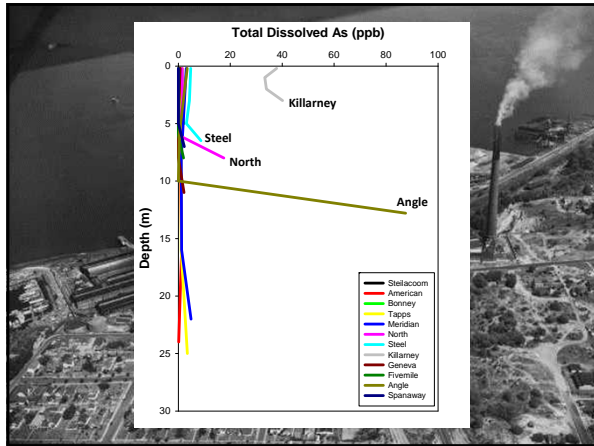 Total Dissolved As (ppb)
0 20 40 60 80 100
0
5
10
15
20
25
30
Depth (m)
Killarney
Steel
North
Angle
Steilacoom
American
Bonney
Tapps
Meridian
North
Steel
Killarney
Geneva
Fivemile
Angle
Spanaway